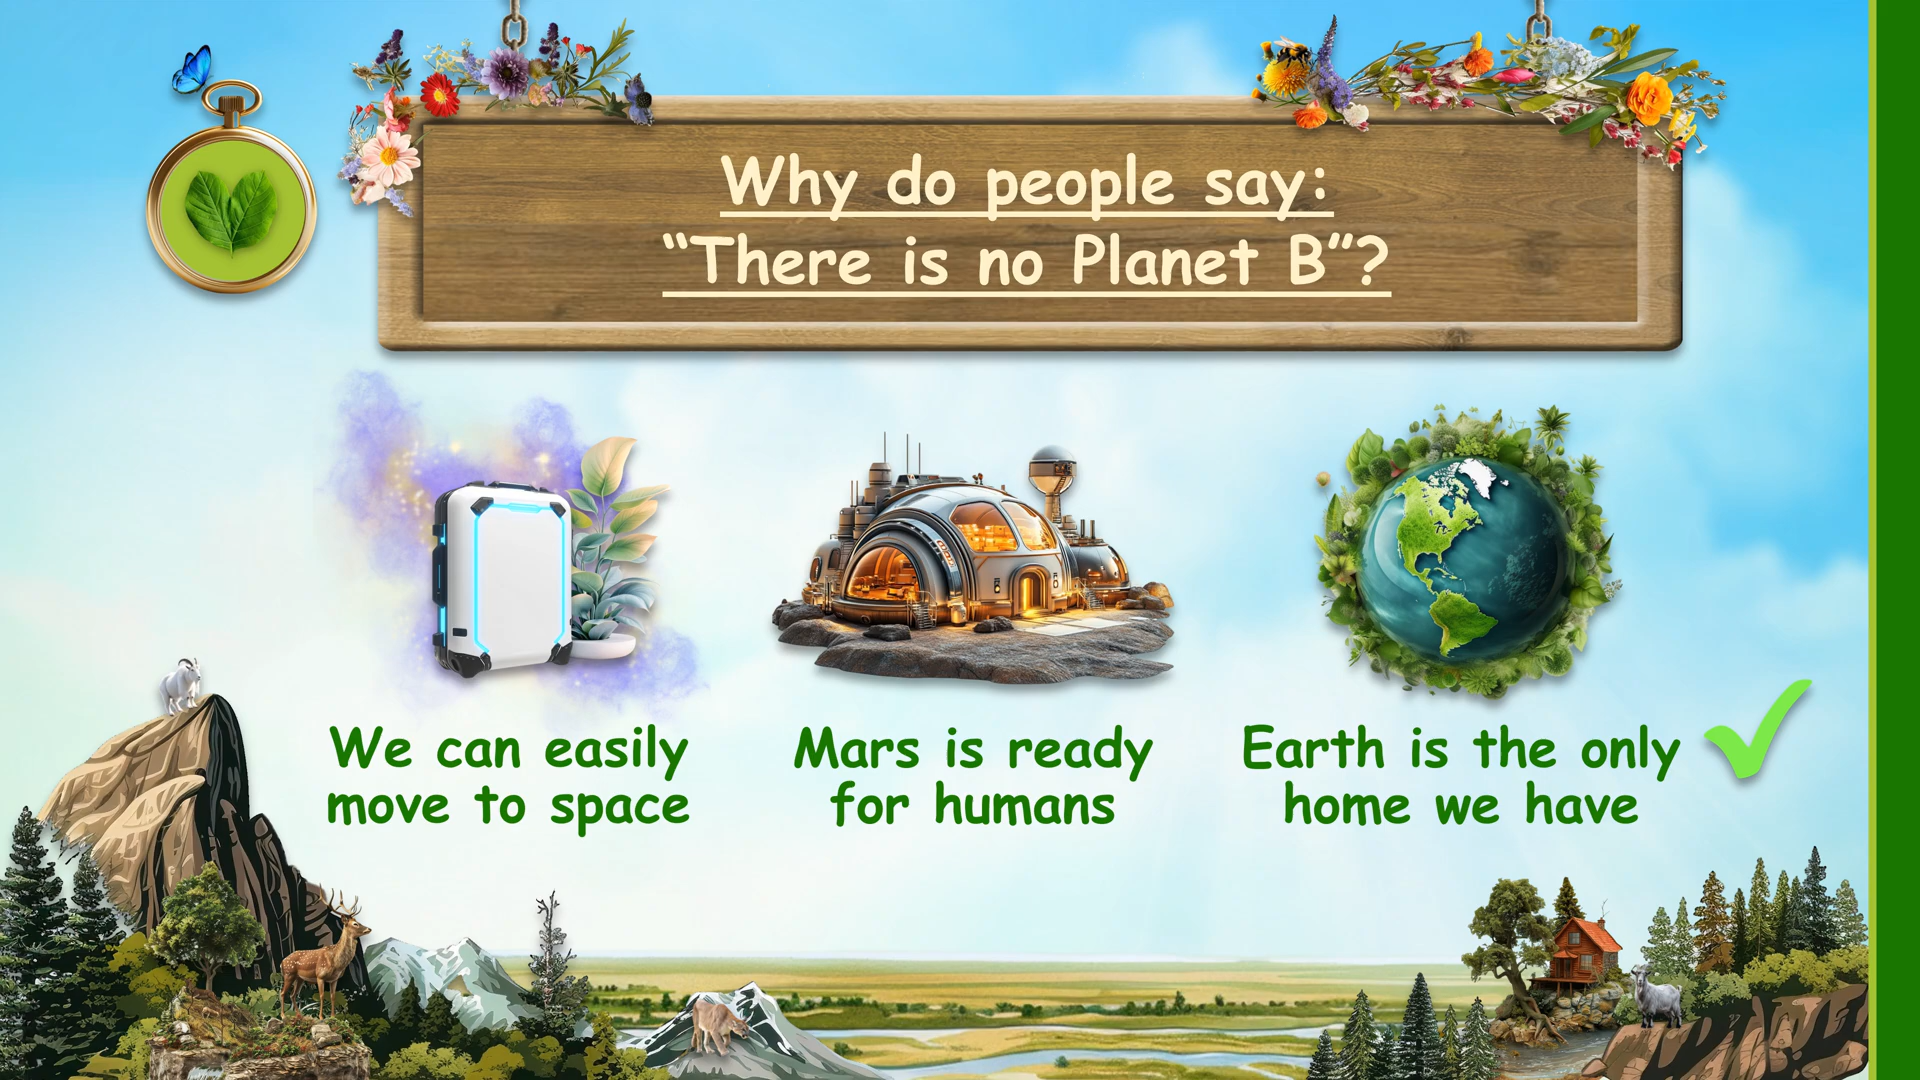 Why do people say:
“There is no Planet B”?
We can easily
move to space
Mars is ready
for humans
Earth is the only
home we have